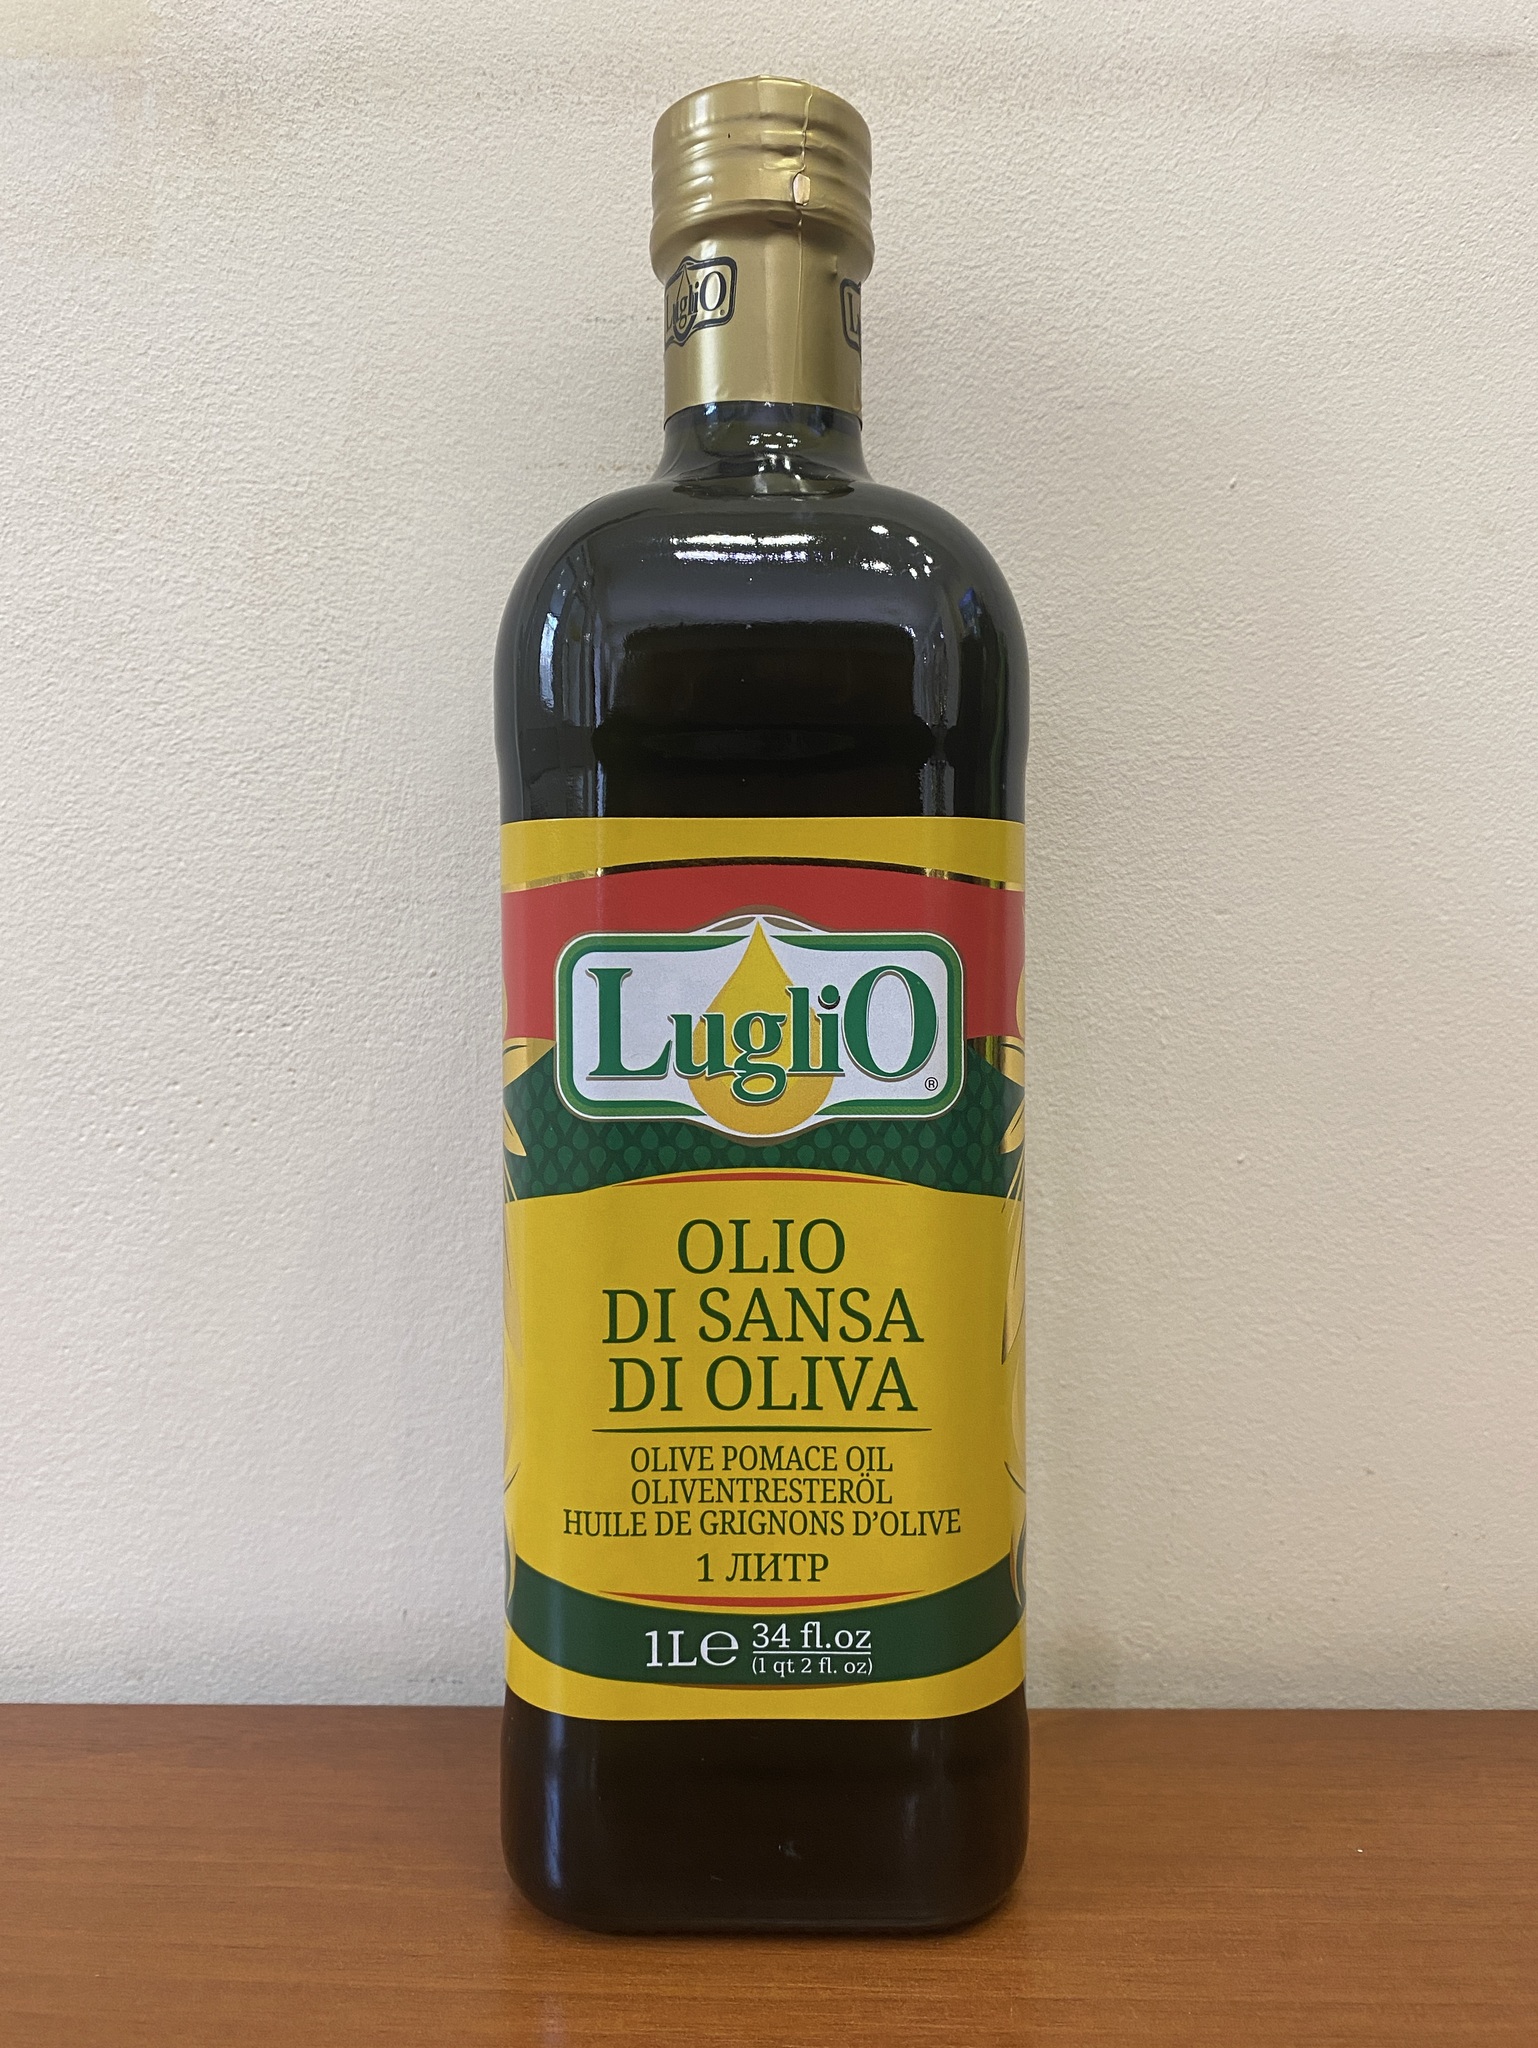 LugliO
LugliO ®
OLIO
DI SANSA
DI OLIVA
OLIVE POMACE OIL
OLIVENTRESTERÖL
HUILE DE GRIGNONS D'OLIVE
1 ЛИТР
1L℮ 34 fl.oz
(1 qt 2 fl. oz)